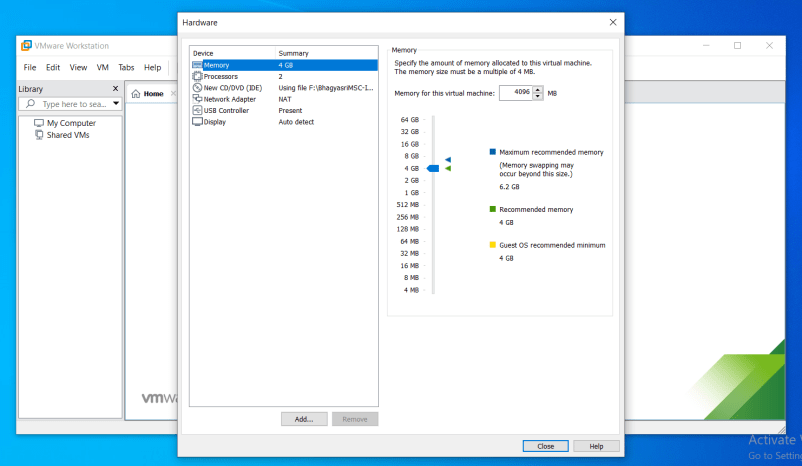 Hardware
VMware Workstation
File Edit View VM Tabs Help
Library
Type here to sea...
My Computer
Shared VMs
Home
Device Summary
Memory 4 GB
Processors 2
New CD/DVD (IDE) Using file F:\Bhagyasri\MSC-I...
Network Adapter NAT
USB Controller Present
Display Auto detect
Add... Remove
Memory
Specify the amount of memory allocated to this virtual machine.
The memory size must be a multiple of 4 MB.
Memory for this virtual machine: 4096 MB
64 GB
32 GB
16 GB
8 GB
4 GB
2 GB
1 GB
512 MB
256 MB
128 MB
64 MB
32 MB
16 MB
8 MB
4 MB
Maximum recommended memory
(Memory swapping may
occur beyond this size.)
6.2 GB
Recommended memory
4 GB
Guest OS recommended minimum
4 GB
Close Help
vmw
Activate
Go to Settin